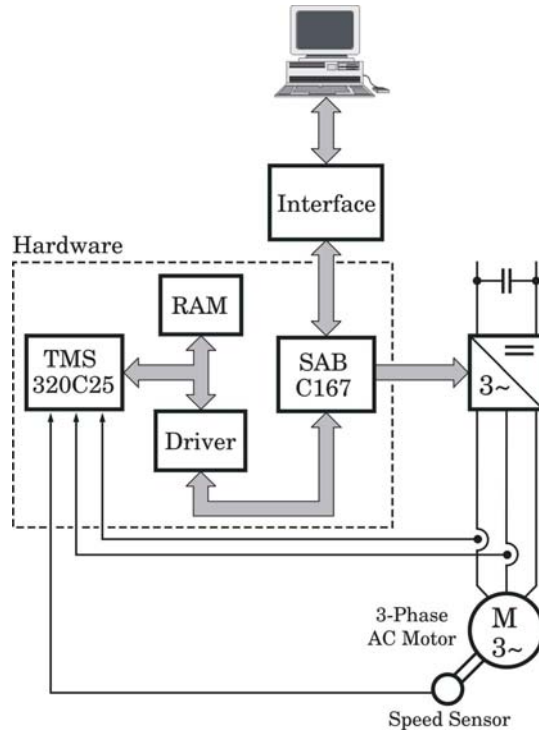 Interface
Hardware
RAM
TMS
320C25
SAB
C167
3~
Driver
3-Phase
AC Motor
M
3~
Speed Sensor